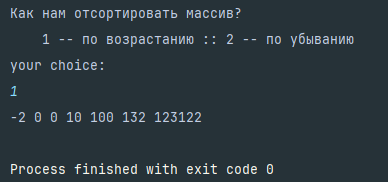 Как нам отсортировать массив?
1 -- по возрастанию :: 2 -- по убыванию
your choice:
1
-2 0 0 10 100 132 123122
Process finished with exit code 0